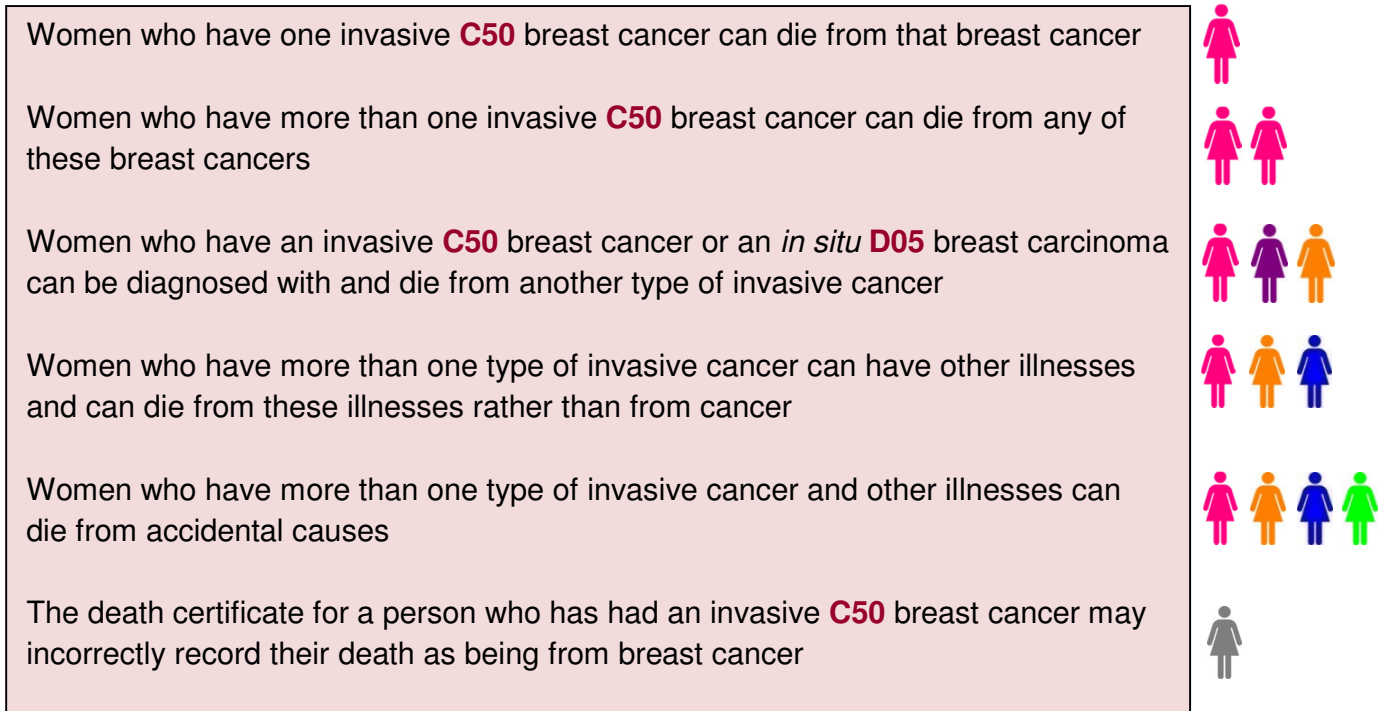 Women who have one invasive C50 breast cancer can die from that breast cancer
Women who have more than one invasive C50 breast cancer can die from any of
these breast cancers
Women who have an invasive C50 breast cancer or an in situ D05 breast carcinoma
can be diagnosed with and die from another type of invasive cancer
Women who have more than one type of invasive cancer can have other illnesses
and can die from these illnesses rather than from cancer
Women who have more than one type of invasive cancer and other illnesses can
die from accidental causes
The death certificate for a person who has had an invasive C50 breast cancer may
incorrectly record their death as being from breast cancer